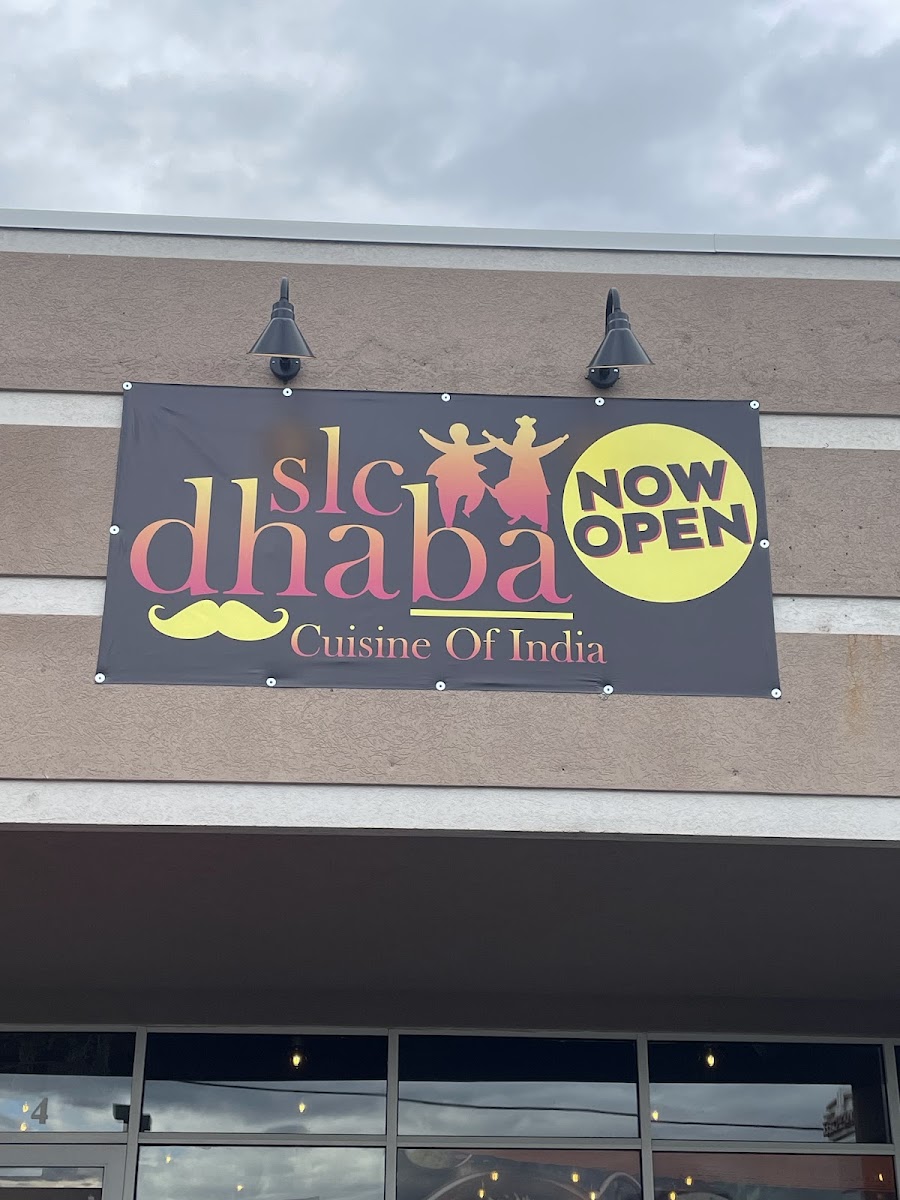 slc
dhaba
Cuisine Of India
NOW
OPEN
4